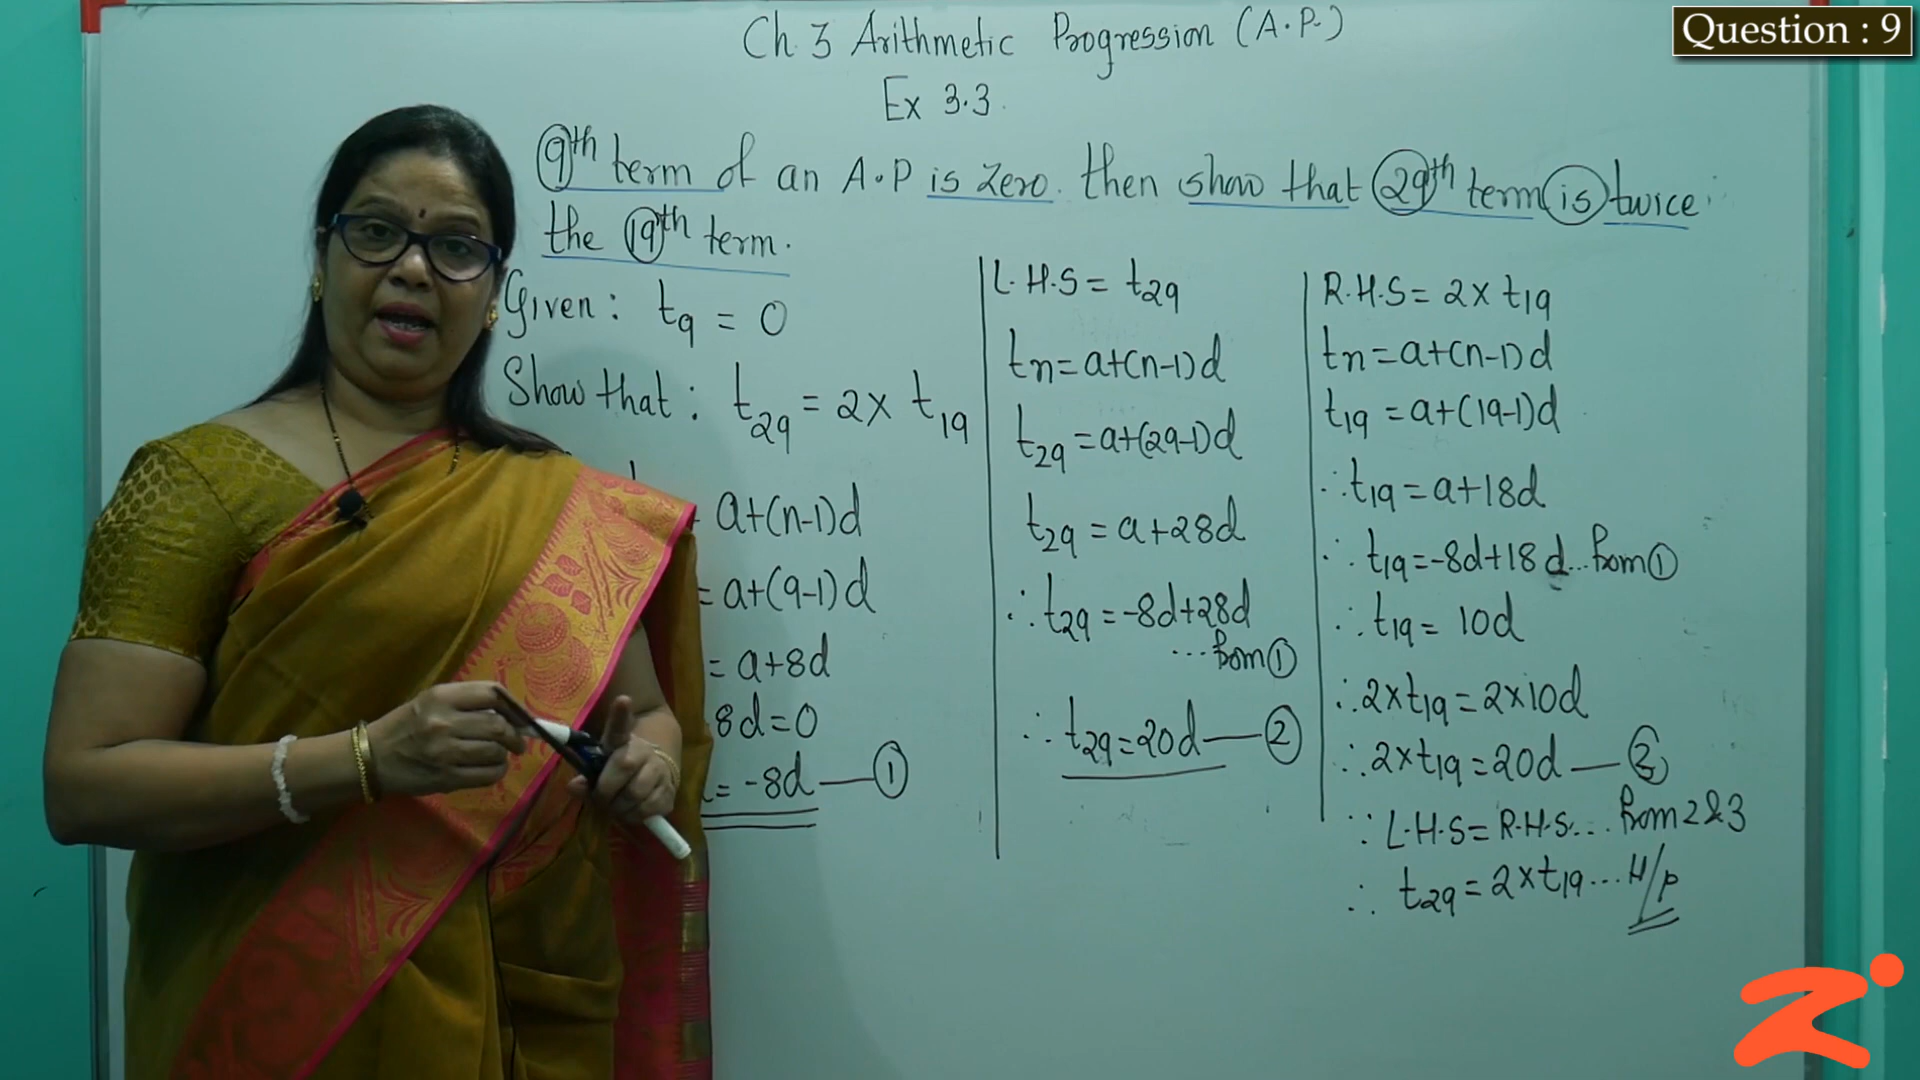 Question : 9
Ch 3 Arithmetic Progression (A.P.)
Ex 3.3.
9th term of an A.P is zero. then show that 29th term is twice
the 19th term.
Given : t9 = 0
Show that : t29 = 2 x t19
a+(n-1)d
= a+(9-1)d
= a+8d
8d=0
= -8d — ①
L.H.S = t29
tn=a+(n-1)d
t29=a+(29-1)d
t29=a+28d
∴ t29=-8d+28d
...from ①
∴ t29=20d — ②
R.H.S= 2x t19
tn=a+(n-1)d
t19=a+(19-1)d
∴ t19=a+18d
∴ t19=-8d+18d...from ①
∴ t19= 10d
∴ 2xt19=2x10d
∴ 2xt19=20d — ③
∵ L.H.S=R.H.S... from 2&3
∴ t29=2xt19...H/P